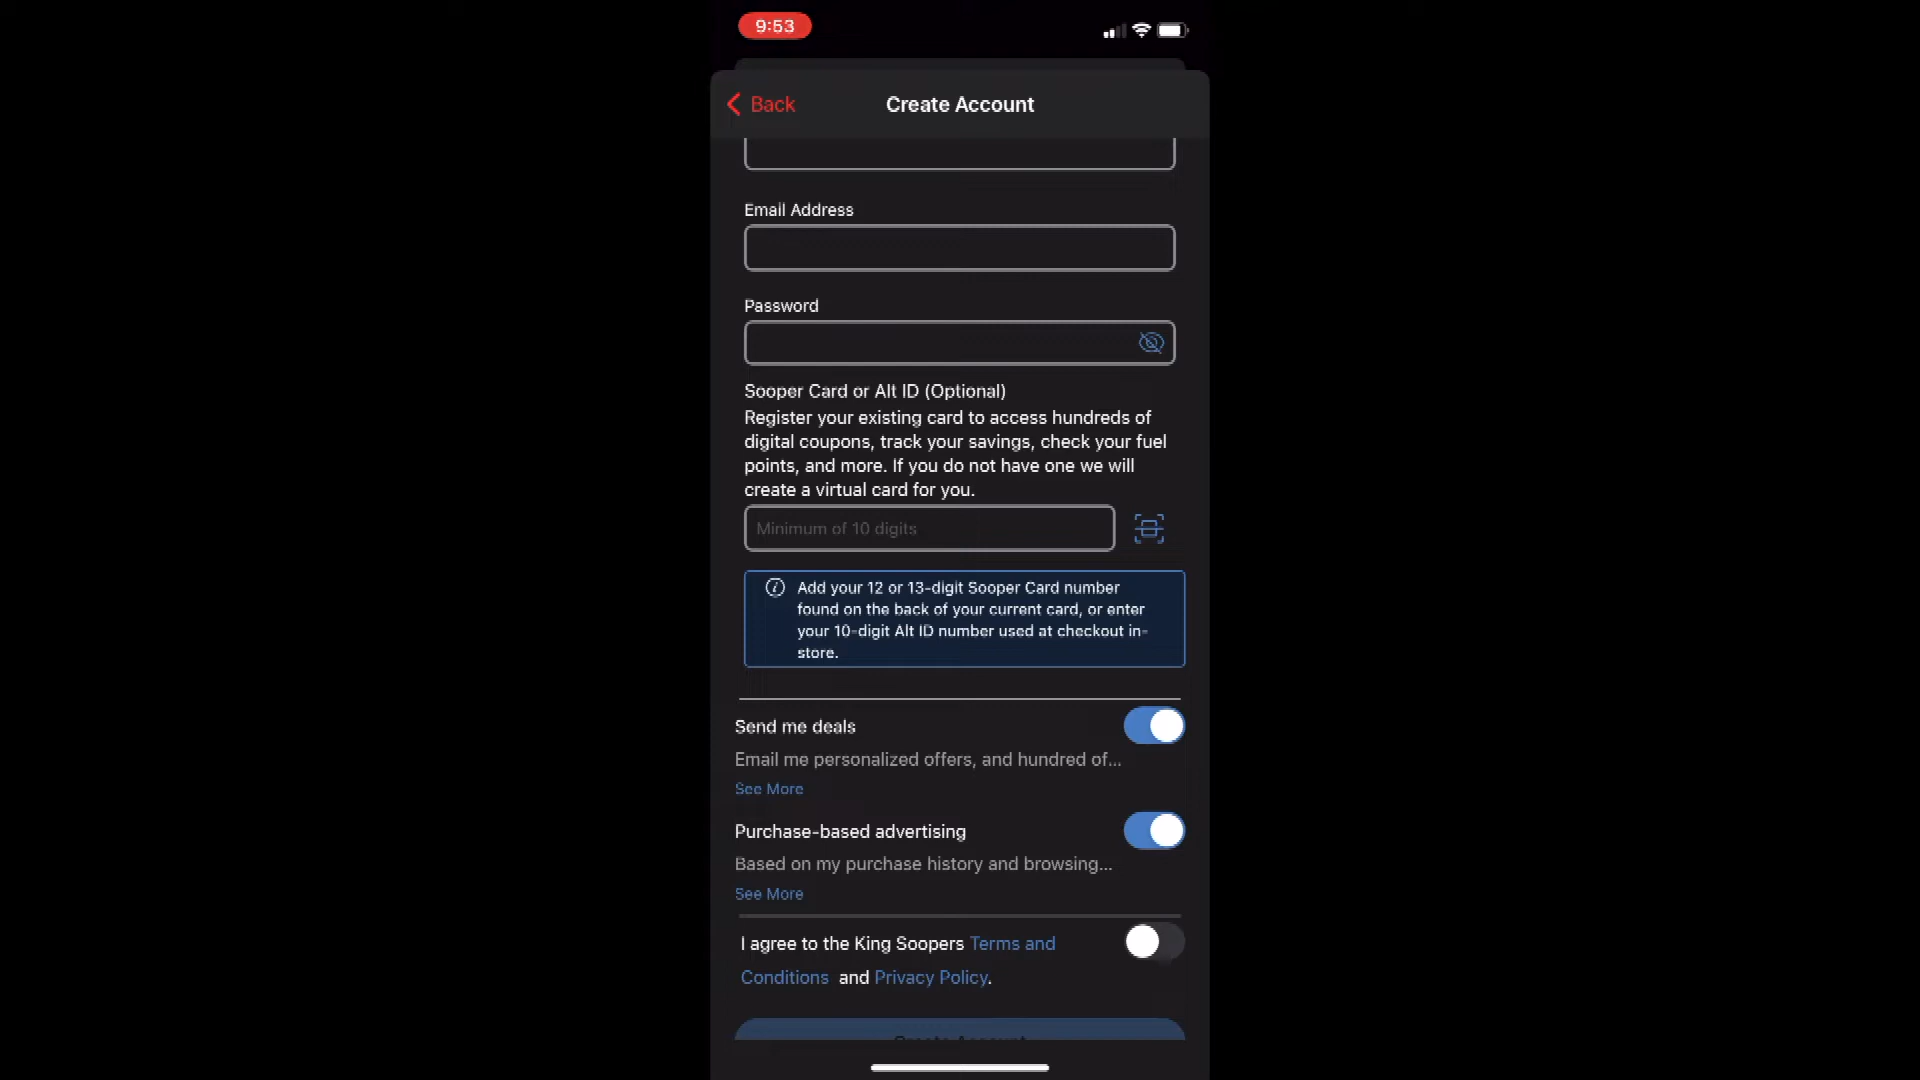 9:53
Back
Create Account
Email Address
Password
Sooper Card or Alt ID (Optional)
Register your existing card to access hundreds of
digital coupons, track your savings, check your fuel
points, and more. If you do not have one we will
create a virtual card for you.
Minimum of 10 digits
Add your 12 or 13-digit Sooper Card number
found on the back of your current card, or enter
your 10-digit Alt ID number used at checkout in-
store.
Send me deals
Email me personalized offers, and hundred of...
See More
Purchase-based advertising
Based on my purchase history and browsing...
See More
I agree to the King Soopers Terms and
Conditions and Privacy Policy.
Create Account